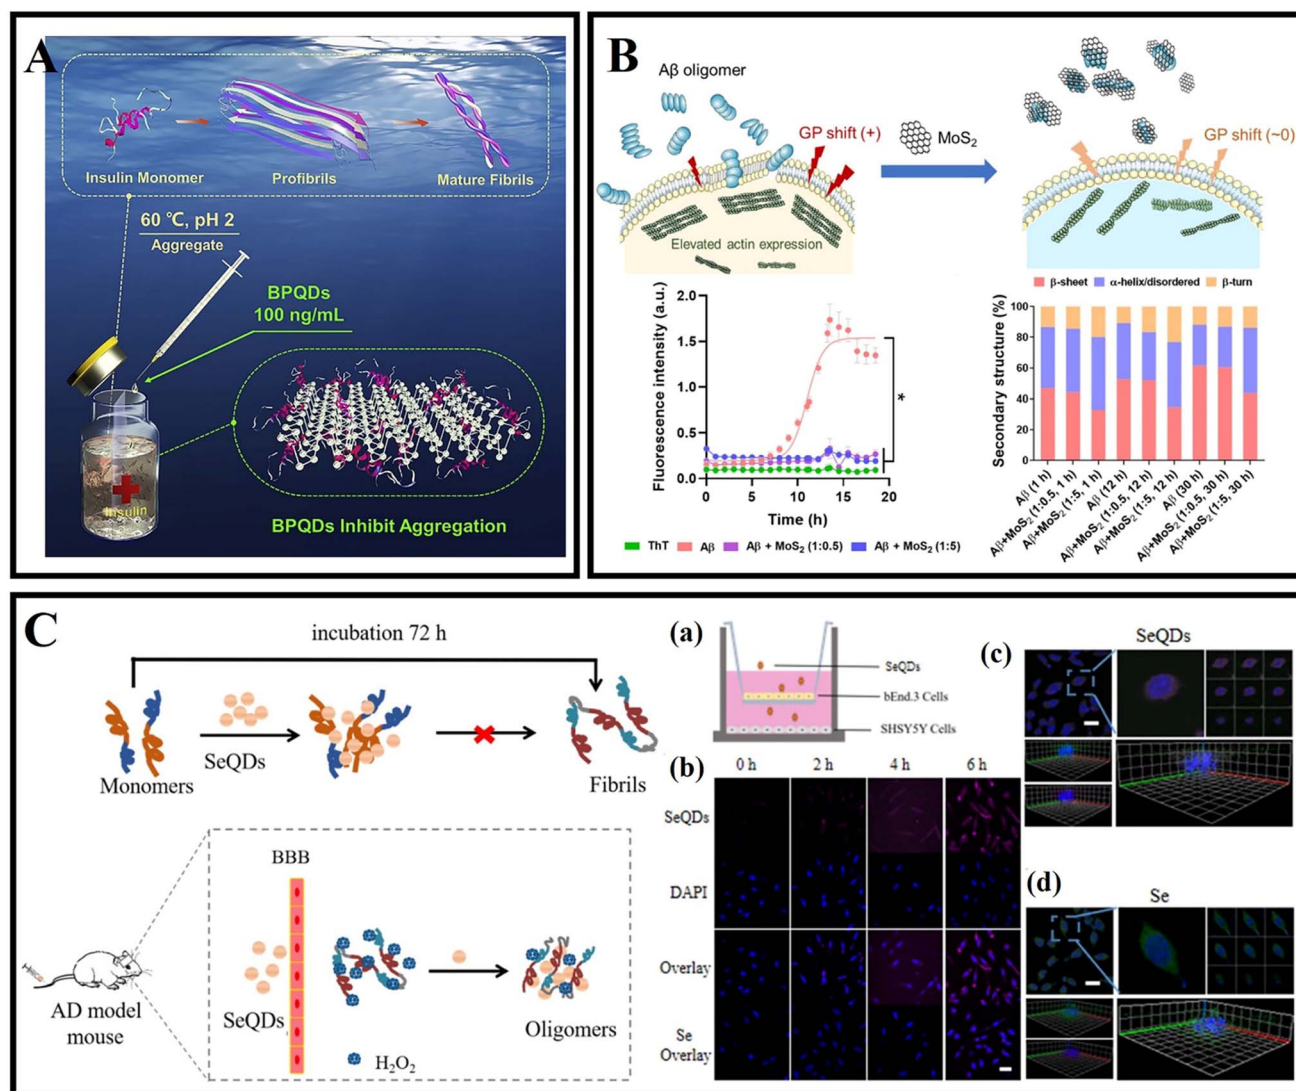 A
Insulin Monomer
Profibrils
Mature Fibrils
60 ℃, pH 2
Aggregate
BPQDs
100 ng/mL
Insulin
BPQDs Inhibit Aggregation
B
Aβ oligomer
GP shift (+)
MoS2
GP shift (~0)
Elevated actin expression
Fluorescence intensity (a.u.)
2.0
1.5
1.0
0.5
0.0
*
0
5
10
15
20
Time (h)
ThT
Aβ
Aβ + MoS2 (1:0.5)
Aβ + MoS2 (1:5)
β-sheet
α-helix/disordered
β-turn
Secondary structure (%)
100
80
60
40
20
0
Aβ (1 h)
Aβ+MoS2 (1:0.5, 1 h)
Aβ+MoS2 (1:5, 1 h)
Aβ (12 h)
Aβ+MoS2 (1:0.5, 12 h)
Aβ+MoS2 (1:5, 12 h)
Aβ (30 h)
Aβ+MoS2 (1:0.5, 30 h)
Aβ+MoS2 (1:5, 30 h)
C
incubation 72 h
Monomers
SeQDs
Fibrils
AD model
mouse
BBB
SeQDs
H2O2
Oligomers
(a)
SeQDs
bEnd.3 Cells
SHSY5Y Cells
(b)
0 h
2 h
4 h
6 h
SeQDs
DAPI
Overlay
Se
Overlay
(c)
SeQDs
(d)
Se